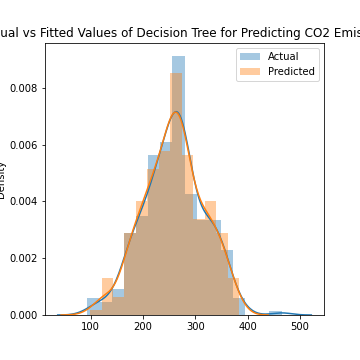 ual vs Fitted Values of Decision Tree for Predicting CO2 Emis
Actual
Predicted
Density
0.008
0.006
0.004
0.002
0.000
100 200 300 400 500